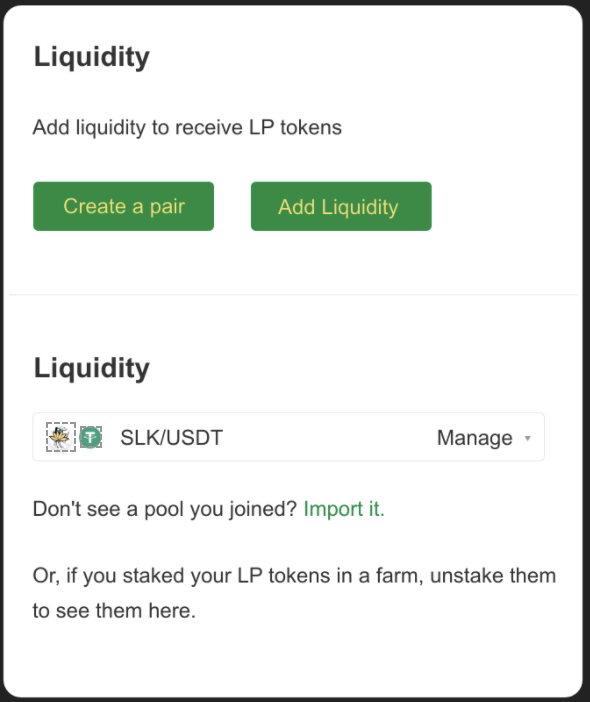 Liquidity
Add liquidity to receive LP tokens
Create a pair
Add Liquidity
Liquidity
SLK/USDT
Manage
Don't see a pool you joined? Import it.
Or, if you staked your LP tokens in a farm, unstake them
to see them here.